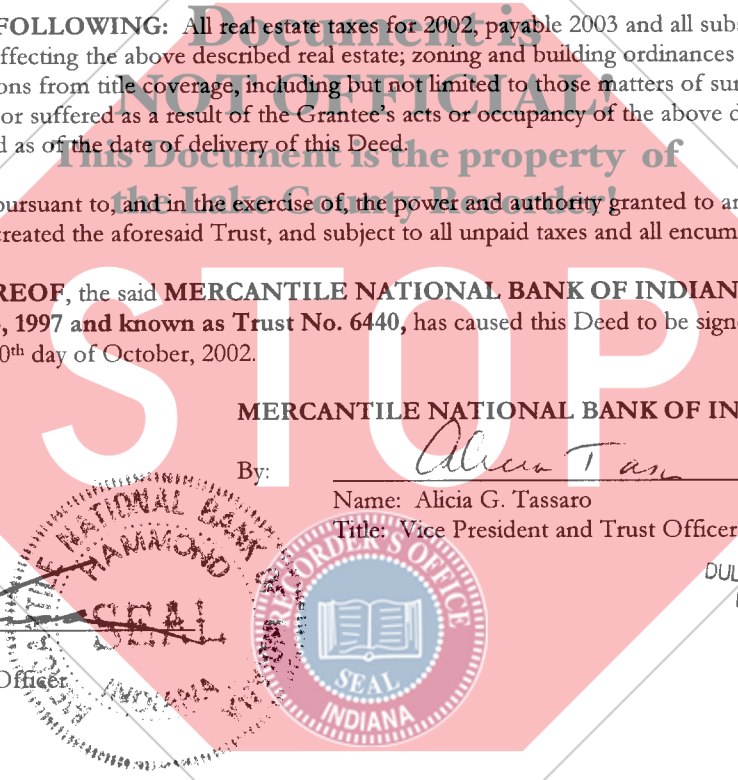 FOLLOWING: All real estate taxes for 2002, payable 2003 and all subs
Document is
ffecting the above described real estate; zoning and building ordinances
ons from title coverage, including but not limited to those matters of sur
NOT OFFICIAL!
or suffered as a result of the Grantee's acts or occupancy of the above d
d as of the date of delivery of this Deed.
This Document is the property of
the Lake County Recorder!
oursuant to, and in the exercise of, the power and authority granted to an
created the aforesaid Trust, and subject to all unpaid taxes and all encum
REOF, the said MERCANTILE NATIONAL BANK OF INDIAN
, 1997 and known as Trust No. 6440, has caused this Deed to be signe
0th day of October, 2002.
STOP
MERCANTILE NATIONAL BANK OF IN
By: Alicia Tass
Name: Alicia G. Tassaro
Title: Vice President and Trust Officer
NATIONAL BANK
HAMMOND
SEAL
INDIANA
Officer
RECORDER'S OFFICE
SEAL
INDIANA
DUL